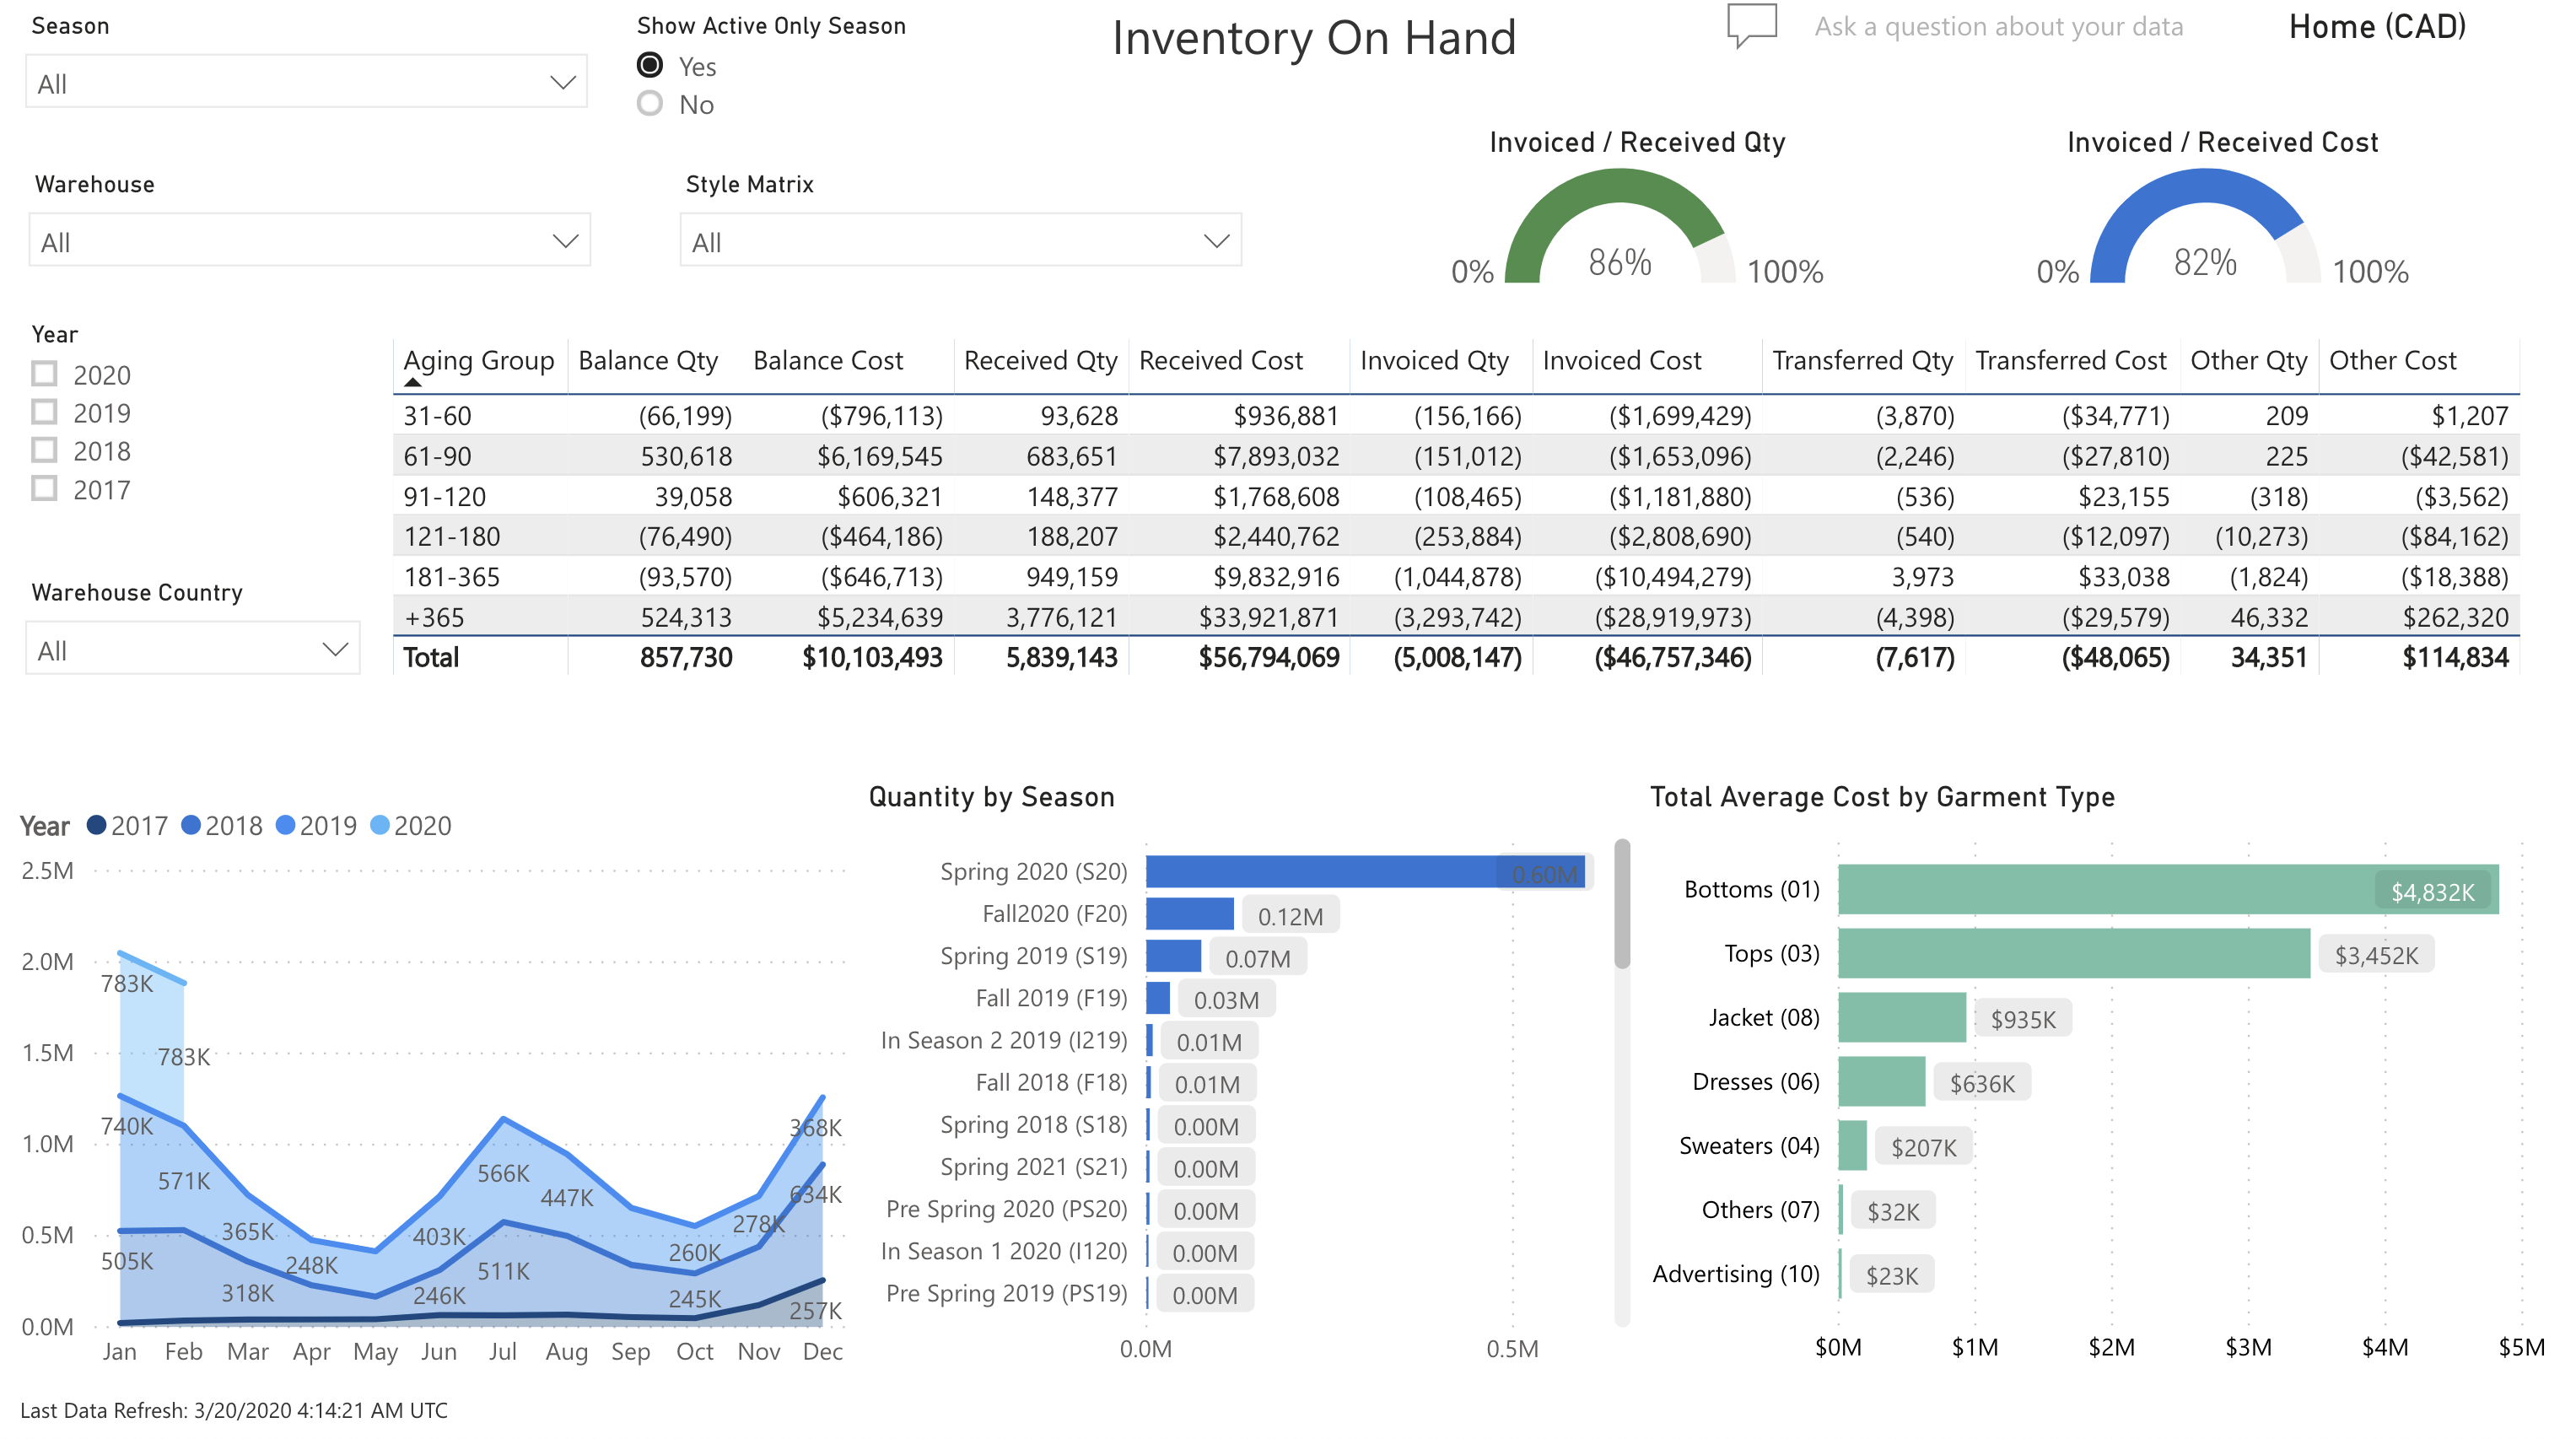 Season
All
Show Active Only Season
Yes
No
Inventory On Hand
Ask a question about your data
Home (CAD)
Warehouse
All
Style Matrix
All
Invoiced / Received Qty
0% 86% 100%
Invoiced / Received Cost
0% 82% 100%
Year
2020
2019
2018
2017
Warehouse Country
All
Aging Group Balance Qty Balance Cost Received Qty Received Cost Invoiced Qty Invoiced Cost Transferred Qty Transferred Cost Other Qty Other Cost
31-60 (66,199) ($796,113) 93,628 $936,881 (156,166) ($1,699,429) (3,870) ($34,771) 209 $1,207
61-90 530,618 $6,169,545 683,651 $7,893,032 (151,012) ($1,653,096) (2,246) ($27,810) 225 ($42,581)
91-120 39,058 $606,321 148,377 $1,768,608 (108,465) ($1,181,880) (536) $23,155 (318) ($3,562)
121-180 (76,490) ($464,186) 188,207 $2,440,762 (253,884) ($2,808,690) (540) ($12,097) (10,273) ($84,162)
181-365 (93,570) ($646,713) 949,159 $9,832,916 (1,044,878) ($10,494,279) 3,973 $33,038 (1,824) ($18,388)
+365 524,313 $5,234,639 3,776,121 $33,921,871 (3,293,742) ($28,919,973) (4,398) ($29,579) 46,332 $262,320
Total 857,730 $10,103,493 5,839,143 $56,794,069 (5,008,147) ($46,757,346) (7,617) ($48,065) 34,351 $114,834
Year 2017 2018 2019 2020
2.5M
2.0M
1.5M
1.0M
0.5M
0.0M
783K
783K
740K
571K
365K
248K
403K
566K
447K
260K
278K
368K
505K
318K
246K
511K
245K
634K
257K
Jan Feb Mar Apr May Jun Jul Aug Sep Oct Nov Dec
Quantity by Season
Spring 2020 (S20) 0.60M
Fall2020 (F20) 0.12M
Spring 2019 (S19) 0.07M
Fall 2019 (F19) 0.03M
In Season 2 2019 (I219) 0.01M
Fall 2018 (F18) 0.01M
Spring 2018 (S18) 0.00M
Spring 2021 (S21) 0.00M
Pre Spring 2020 (PS20) 0.00M
In Season 1 2020 (I120) 0.00M
Pre Spring 2019 (PS19) 0.00M
0.0M 0.5M
Total Average Cost by Garment Type
Bottoms (01) $4,832K
Tops (03) $3,452K
Jacket (08) $935K
Dresses (06) $636K
Sweaters (04) $207K
Others (07) $32K
Advertising (10) $23K
$0M $1M $2M $3M $4M $5M
Last Data Refresh: 3/20/2020 4:14:21 AM UTC